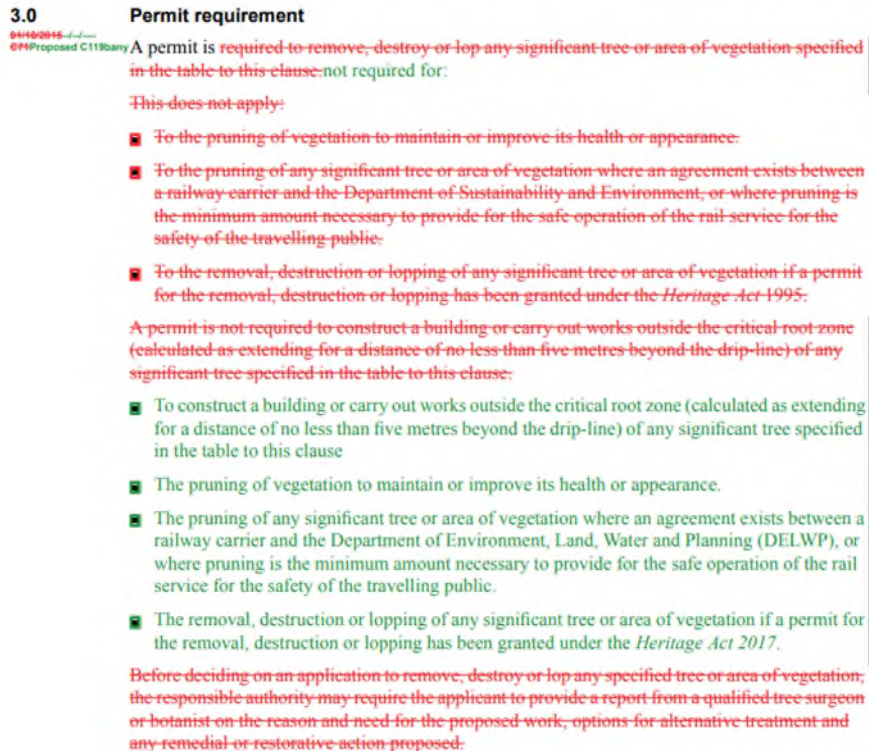 3.0 Permit requirement
01/10/2015 --/--/----
C71Proposed C119bany A permit is required to remove, destroy or lop any significant tree or area of vegetation specified
in the table to this clause.not required for:
This does not apply:
To the pruning of vegetation to maintain or improve its health or appearance.
To the pruning of any significant tree or area of vegetation where an agreement exists between
a railway carrier and the Department of Sustainability and Environment, or where pruning is
the minimum amount necessary to provide for the safe operation of the rail service for the
safety of the travelling public.
To the removal, destruction or lopping of any significant tree or area of vegetation if a permit
for the removal, destruction or lopping has been granted under the Heritage Act 1995.
A permit is not required to construct a building or carry out works outside the critical root zone
(calculated as extending for a distance of no less than five metres beyond the drip-line) of any
significant tree specified in the table to this clause.
To construct a building or carry out works outside the critical root zone (calculated as extending
for a distance of no less than five metres beyond the drip-line) of any significant tree specified
in the table to this clause
The pruning of vegetation to maintain or improve its health or appearance.
The pruning of any significant tree or area of vegetation where an agreement exists between a
railway carrier and the Department of Environment, Land, Water and Planning (DELWP), or
where pruning is the minimum amount necessary to provide for the safe operation of the rail
service for the safety of the travelling public.
The removal, destruction or lopping of any significant tree or area of vegetation if a permit for
the removal, destruction or lopping has been granted under the Heritage Act 2017.
Before deciding on an application to remove, destroy or lop any specified tree or area of vegetation,
the responsible authority may require the applicant to provide a report from a qualified tree surgeon
or botanist on the reason and need for the proposed work, options for alternative treatment and
any remedial or restorative action proposed.